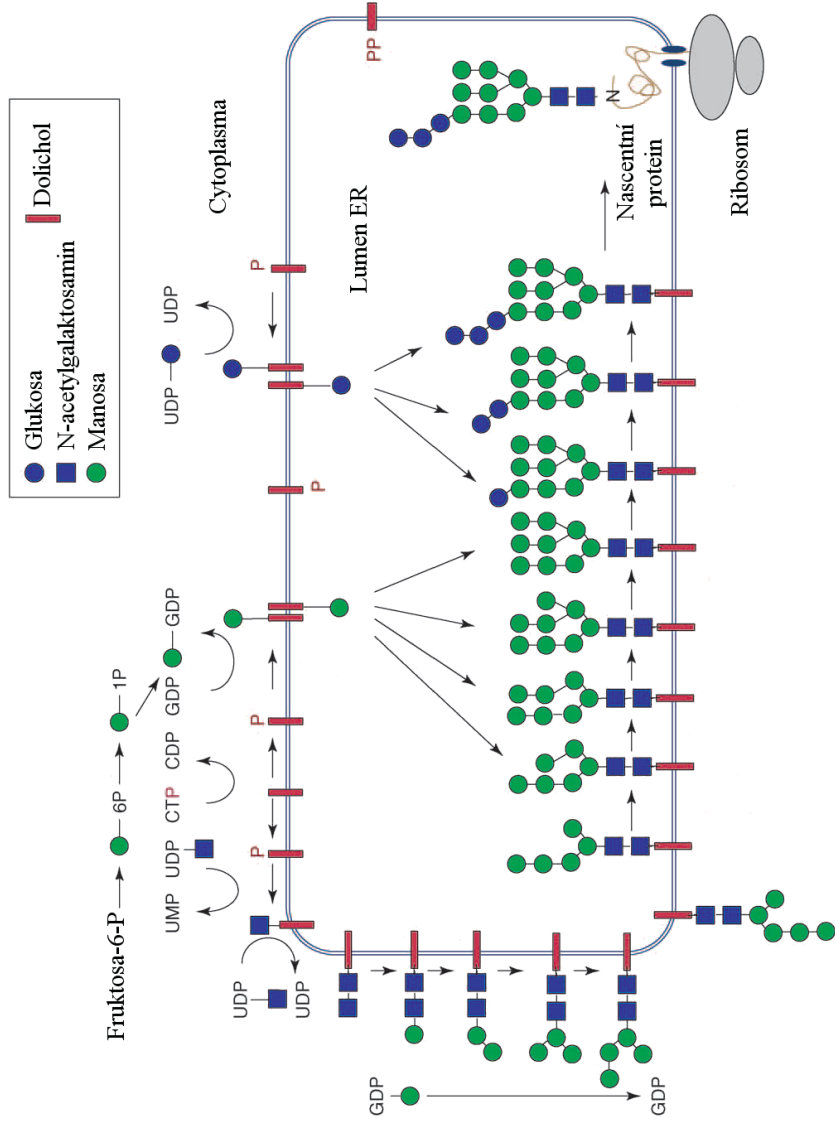 Glukosa
Dolichol
N-acetylgalaktosamin
Manosa
Fruktosa-6-P
6P
1P
UMP
UDP
CTP
CDP
GDP
GDP
UDP
UDP
Cytoplasma
UDP
UDP
P
P
P
P
Lumen ER
PP
GDP
GDP
N
Nascentní
protein
Ribosom